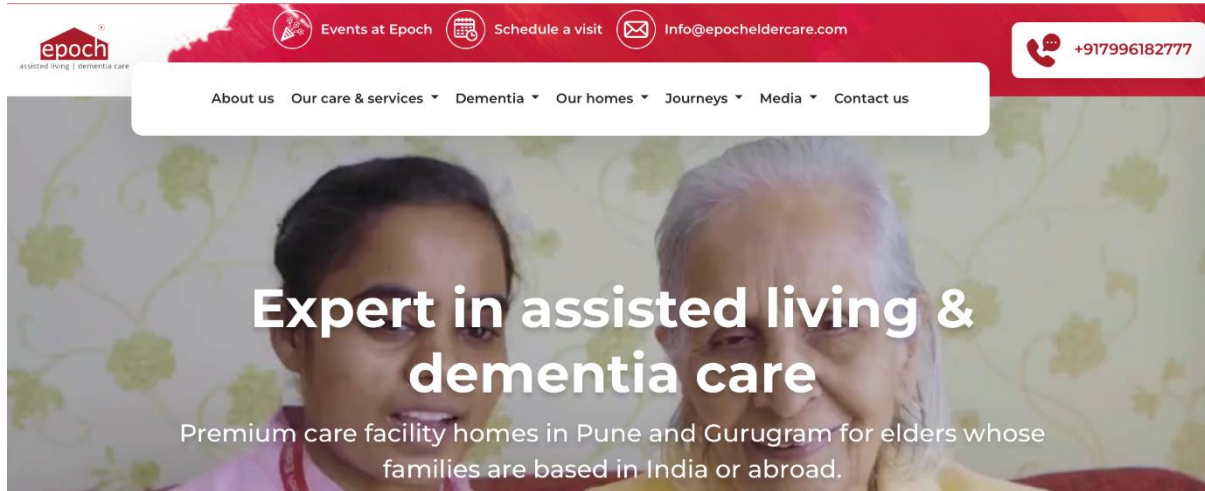 Events at Epoch
Schedule a visit
Info@epocheldercare.com
epoch
assisted living | dementia care
+917996182777
About us
Our care & services
Dementia
Our homes
Journeys
Media
Contact us
Expert in assisted living &
dementia care
Premium care facility homes in Pune and Gurugram for elders whose
families are based in India or abroad.